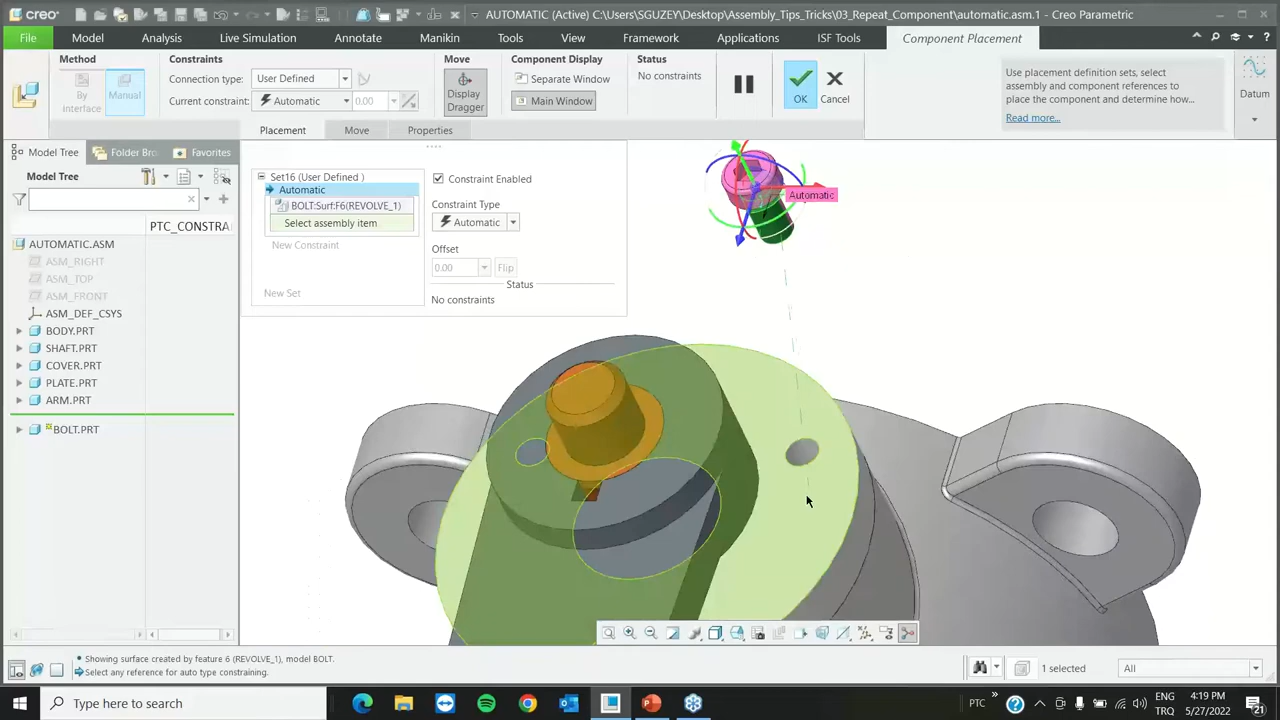 creo
AUTOMATIC (Active) C:\Users\SGUZEY\Desktop\Assembly_Tips_Tricks\03_Repeat_Component\automatic.asm.1 - Creo Parametric
File Model Analysis Live Simulation Annotate Manikin Tools View Framework Applications ISF Tools Component Placement
Method
By
Interface
Manual
Constraints
Connection type: User Defined
Current constraint: Automatic 0.00
Move
Display
Dragger
Component Display
Separate Window
Main Window
Status
No constraints
OK
Cancel
Use placement definition sets, select
assembly and component references to
place the component and determine how...
Read more...
Datum
Placement Move Properties
Model Tree Folder Bro Favorites
Model Tree
PTC_CONSTRA
AUTOMATIC.ASM
ASM_RIGHT
ASM_TOP
ASM_FRONT
ASM_DEF_CSYS
BODY.PRT
SHAFT.PRT
COVER.PRT
PLATE.PRT
ARM.PRT
BOLT.PRT
Set16 (User Defined )
Automatic
BOLT:Surf:F6(REVOLVE_1)
Select assembly item
New Constraint
New Set
Constraint Enabled
Constraint Type
Automatic
Offset
0.00 Flip
Status
No constraints
Automatic
• Showing surface created by feature 6 (REVOLVE_1), model BOLT.
Select any reference for auto type constraining.
1 selected
All
Type here to search
PTC
ENG
TRQ
4:19 PM
5/27/2022
21